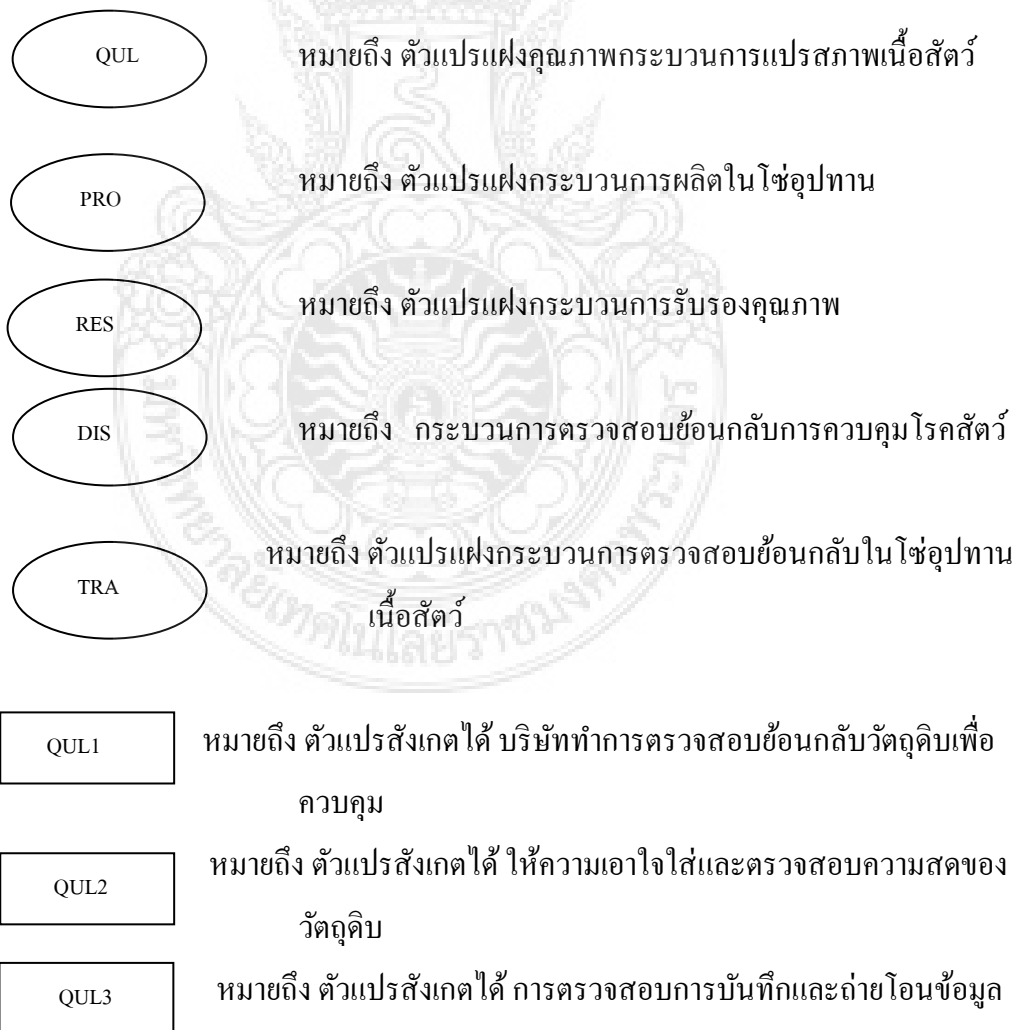 QUL หมายถึง ตัวแปรแฝงคุณภาพกระบวนการแปรสภาพเนื้อสัตว์
PRO หมายถึง ตัวแปรแฝงกระบวนการผลิตในโซ่อุปทาน
RES หมายถึง ตัวแปรแฝงกระบวนการรับรองคุณภาพ
DIS หมายถึง กระบวนการตรวจสอบย้อนกลับการควบคุมโรคสัตว์
TRA หมายถึง ตัวแปรแฝงกระบวนการตรวจสอบย้อนกลับในโซ่อุปทาน
เนื้อสัตว์
QUL1 หมายถึง ตัวแปรสังเกตได้ บริษัททำการตรวจสอบย้อนกลับวัตถุดิบเพื่อ
ควบคุม
QUL2 หมายถึง ตัวแปรสังเกตได้ ให้ความเอาใจใส่และตรวจสอบความสดของ
วัตถุดิบ
QUL3 หมายถึง ตัวแปรสังเกตได้ การตรวจสอบการบันทึกและถ่ายโอนข้อมูล